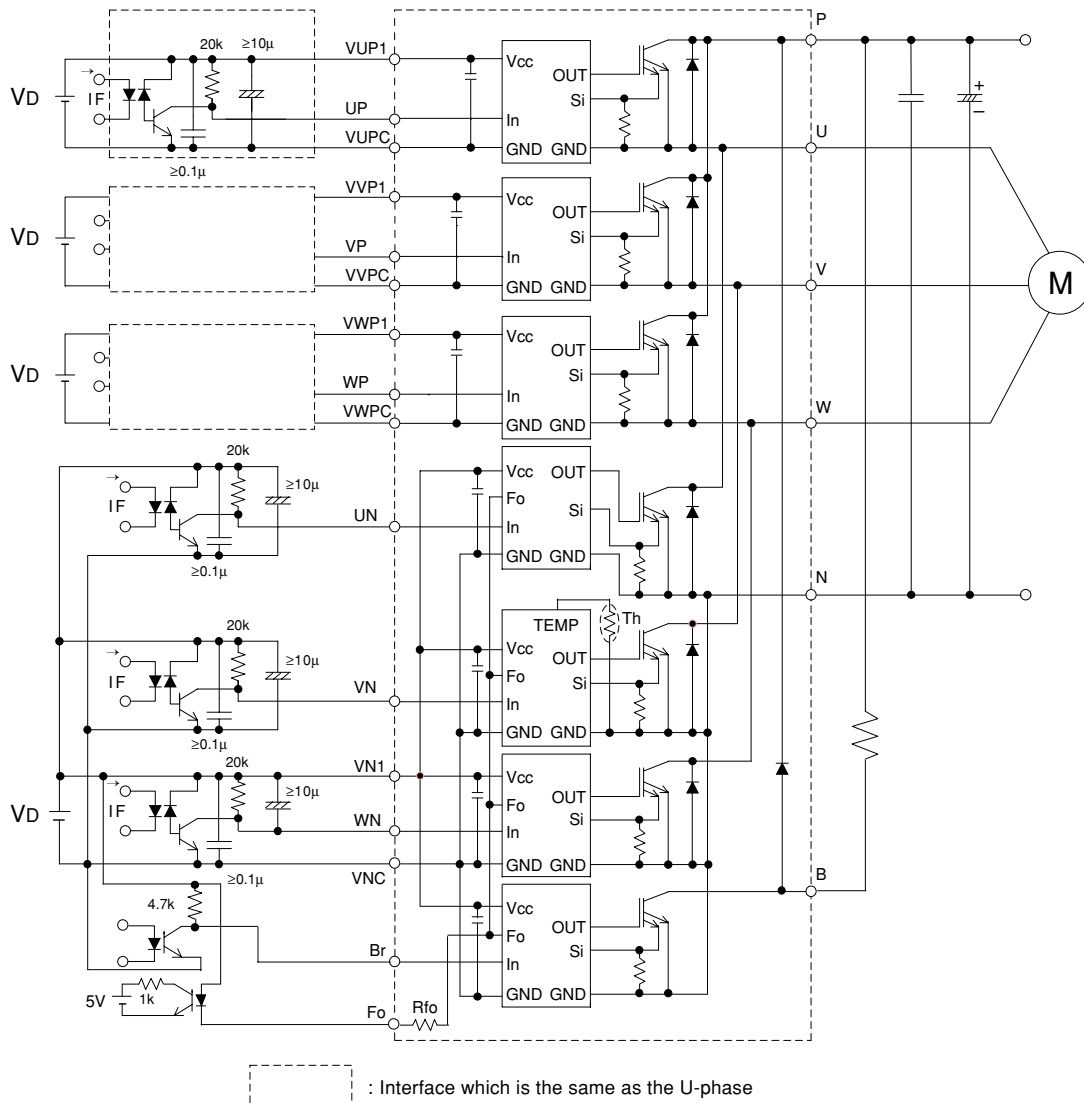 P
20k
≥10μ
VUP1
Vcc
OUT
VD
IF
Si
+
−
UP
In
VUPC
GND GND
U
≥0.1μ
VVP1
Vcc
OUT
VD
Si
VP
In
VVPC
GND GND
V
M
VWP1
Vcc
OUT
VD
Si
WP
In
VWPC
GND GND
W
20k
≥10μ
Vcc OUT
IF
Fo
Si
UN
In
GND GND
N
≥0.1μ
20k
TEMP
Th
≥10μ
Vcc
OUT
IF
Fo
Si
VN
In
GND GND
≥0.1μ
20k
VN1
Vcc
≥10μ
OUT
VD
IF
Fo
Si
WN
In
VNC
GND GND
B
≥0.1μ
4.7k
Vcc
OUT
Fo
Si
Br
In
5V
1k
GND GND
Fo
Rfo
: Interface which is the same as the U-phase